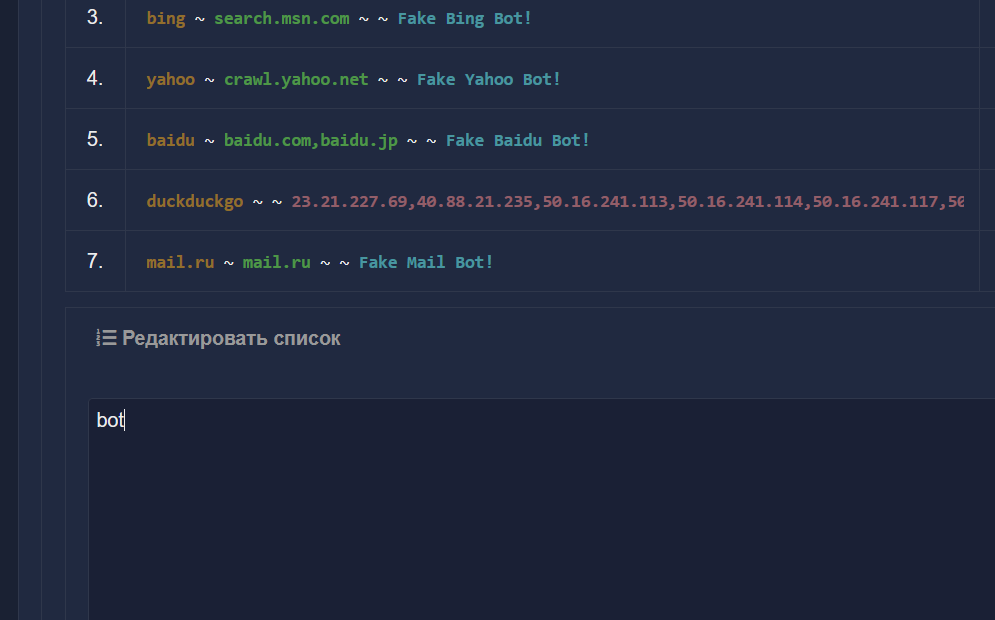 3. bing ~ search.msn.com ~ ~ Fake Bing Bot!
4. yahoo ~ crawl.yahoo.net ~ ~ Fake Yahoo Bot!
5. baidu ~ baidu.com,baidu.jp ~ ~ Fake Baidu Bot!
6. duckduckgo ~ ~ 23.21.227.69,40.88.21.235,50.16.241.113,50.16.241.114,50.16.241.117,50
7. mail.ru ~ mail.ru ~ ~ Fake Mail Bot!
Редактировать список
bot